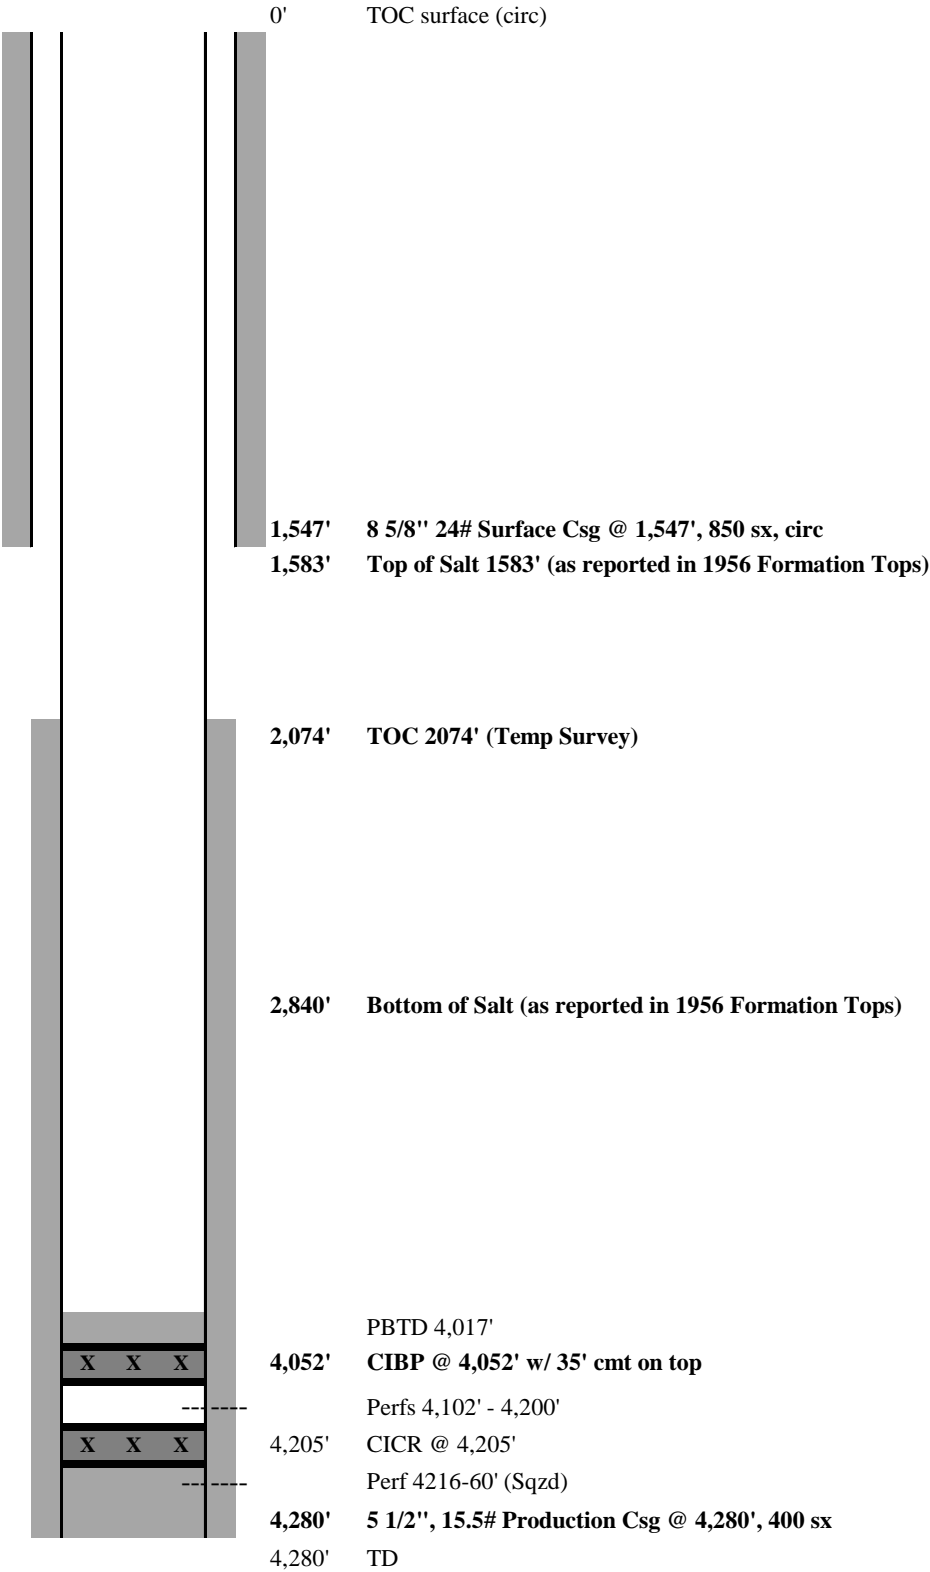 0' TOC surface (circ)
1,547' 8 5/8" 24# Surface Csg @ 1,547', 850 sx, circ
1,583' Top of Salt 1583' (as reported in 1956 Formation Tops)
2,074' TOC 2074' (Temp Survey)
2,840' Bottom of Salt (as reported in 1956 Formation Tops)
PBTD 4,017'
X X X 4,052' CIBP @ 4,052' w/ 35' cmt on top
Perfs 4,102' - 4,200'
X X X 4,205' CICR @ 4,205'
Perf 4216-60' (Sqzd)
4,280' 5 1/2", 15.5# Production Csg @ 4,280', 400 sx
4,280' TD